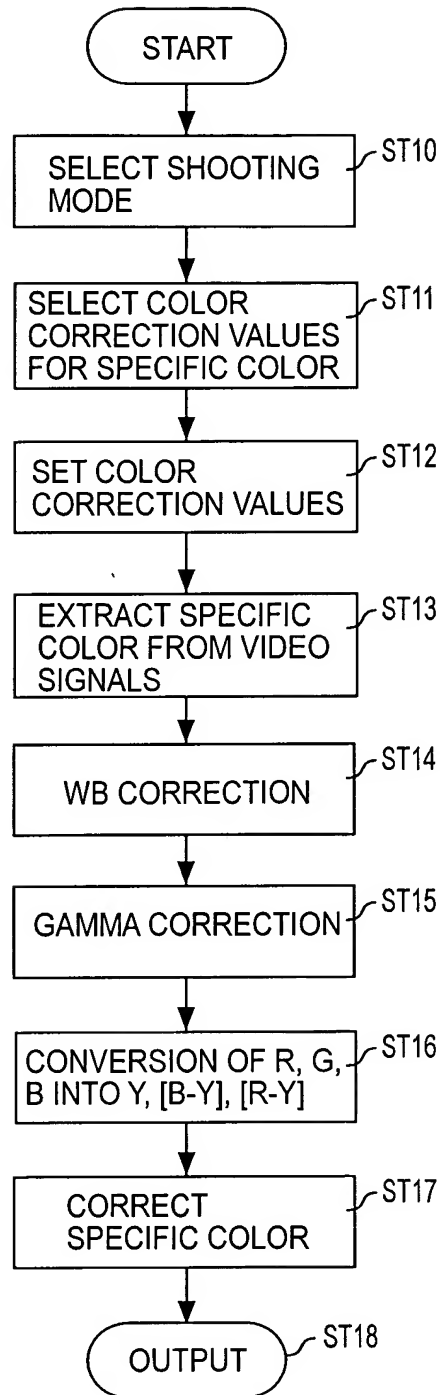 START
ST10
SELECT SHOOTING
MODE
ST11
SELECT COLOR
CORRECTION VALUES
FOR SPECIFIC COLOR
ST12
SET COLOR
CORRECTION VALUES
ST13
EXTRACT SPECIFIC
COLOR FROM VIDEO
SIGNALS
ST14
WB CORRECTION
ST15
GAMMA CORRECTION
ST16
CONVERSION OF R, G,
B INTO Y, [B-Y], [R-Y]
ST17
CORRECT
SPECIFIC COLOR
ST18
OUTPUT